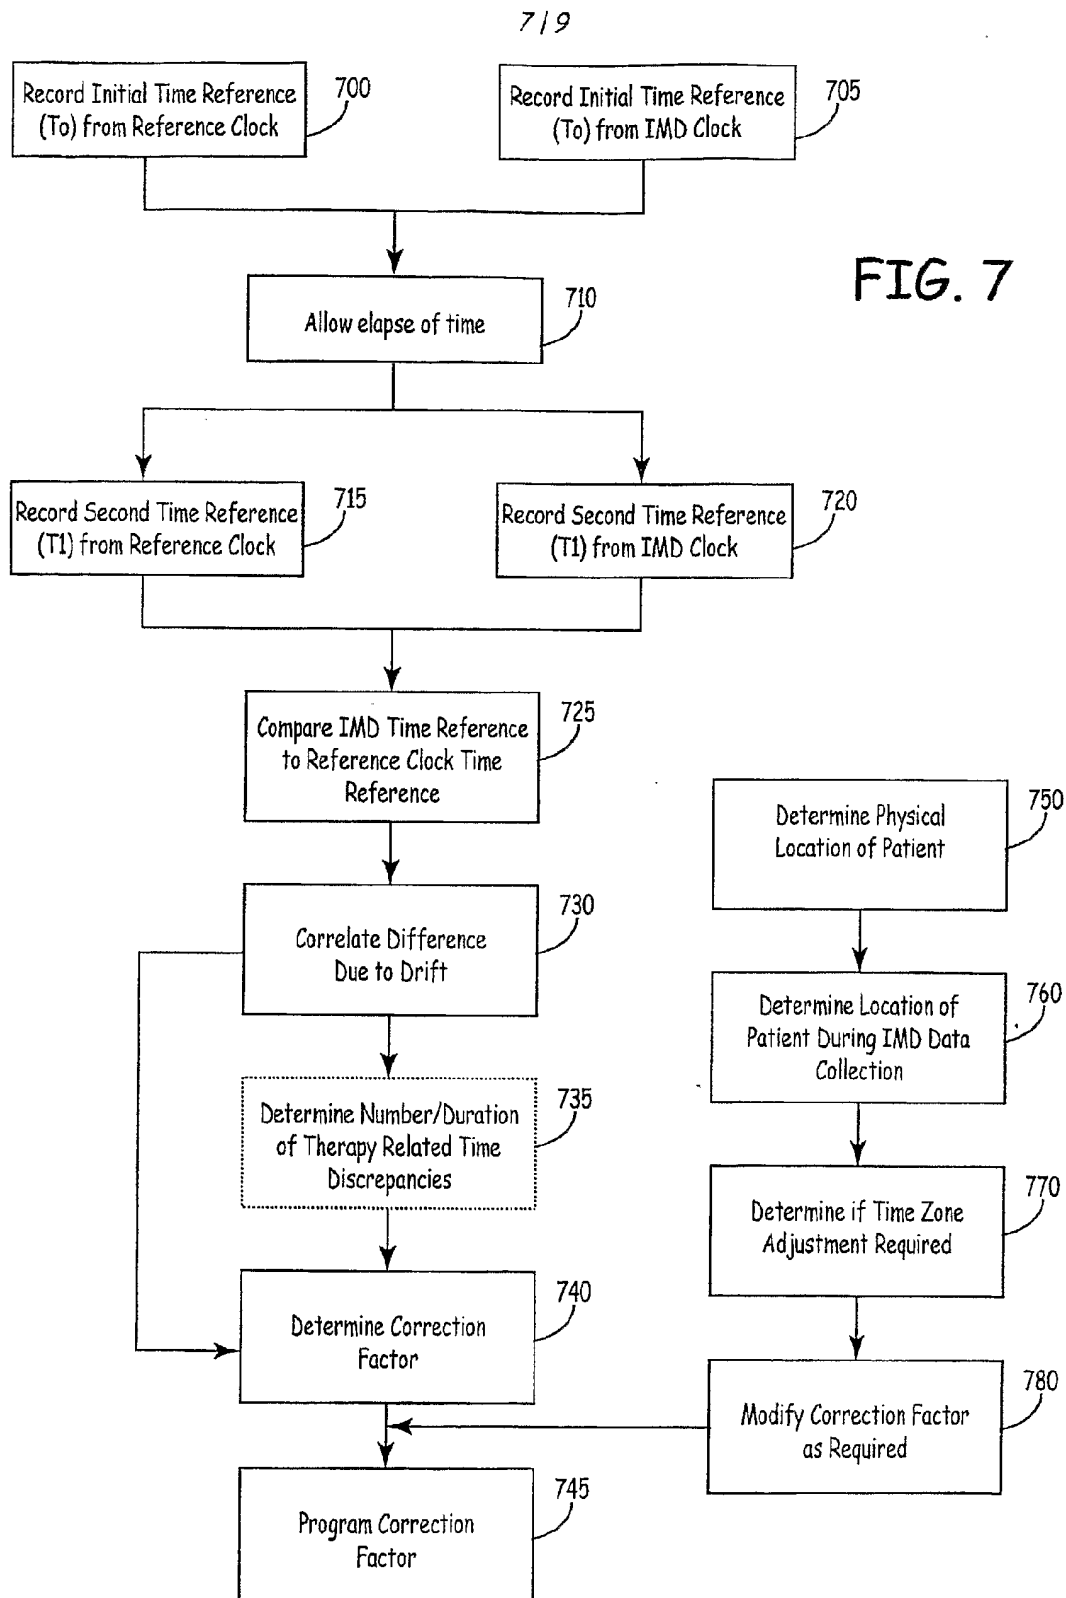 7/9
Record Initial Time Reference
(To) from Reference Clock
700
Record Initial Time Reference
(To) from IMD Clock
705
FIG. 7
Allow elapse of time
710
Record Second Time Reference
(T1) from Reference Clock
715
Record Second Time Reference
(T1) from IMD Clock
720
Compare IMD Time Reference
to Reference Clock Time
Reference
725
Determine Physical
Location of Patient
750
Correlate Difference
Due to Drift
730
Determine Location of
Patient During IMD Data
Collection
760
Determine Number/Duration
of Therapy Related Time
Discrepancies
735
Determine if Time Zone
Adjustment Required
770
Determine Correction
Factor
740
Modify Correction Factor
as Required
780
Program Correction
Factor
745